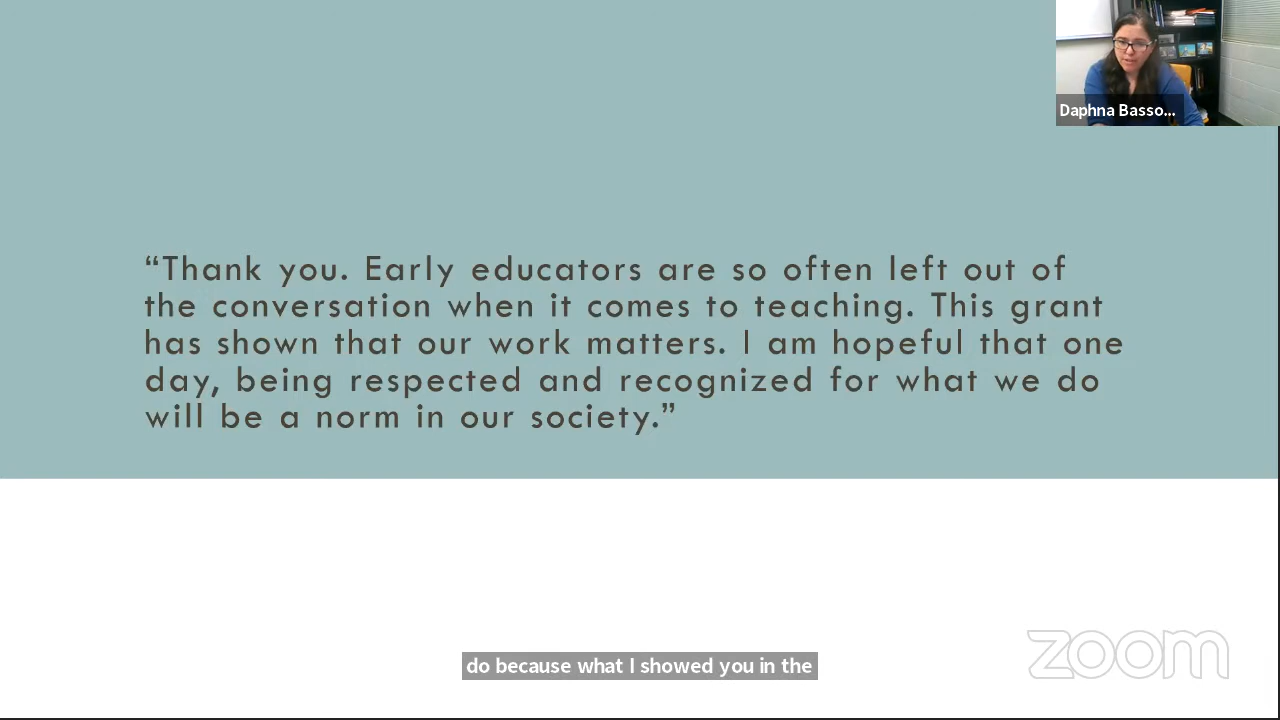 Daphna Basso...
“Thank you. Early educators are so often left out of
the conversation when it comes to teaching. This grant
has shown that our work matters. I am hopeful that one
day, being respected and recognized for what we do
will be a norm in our society.”
do because what I showed you in the
zoom